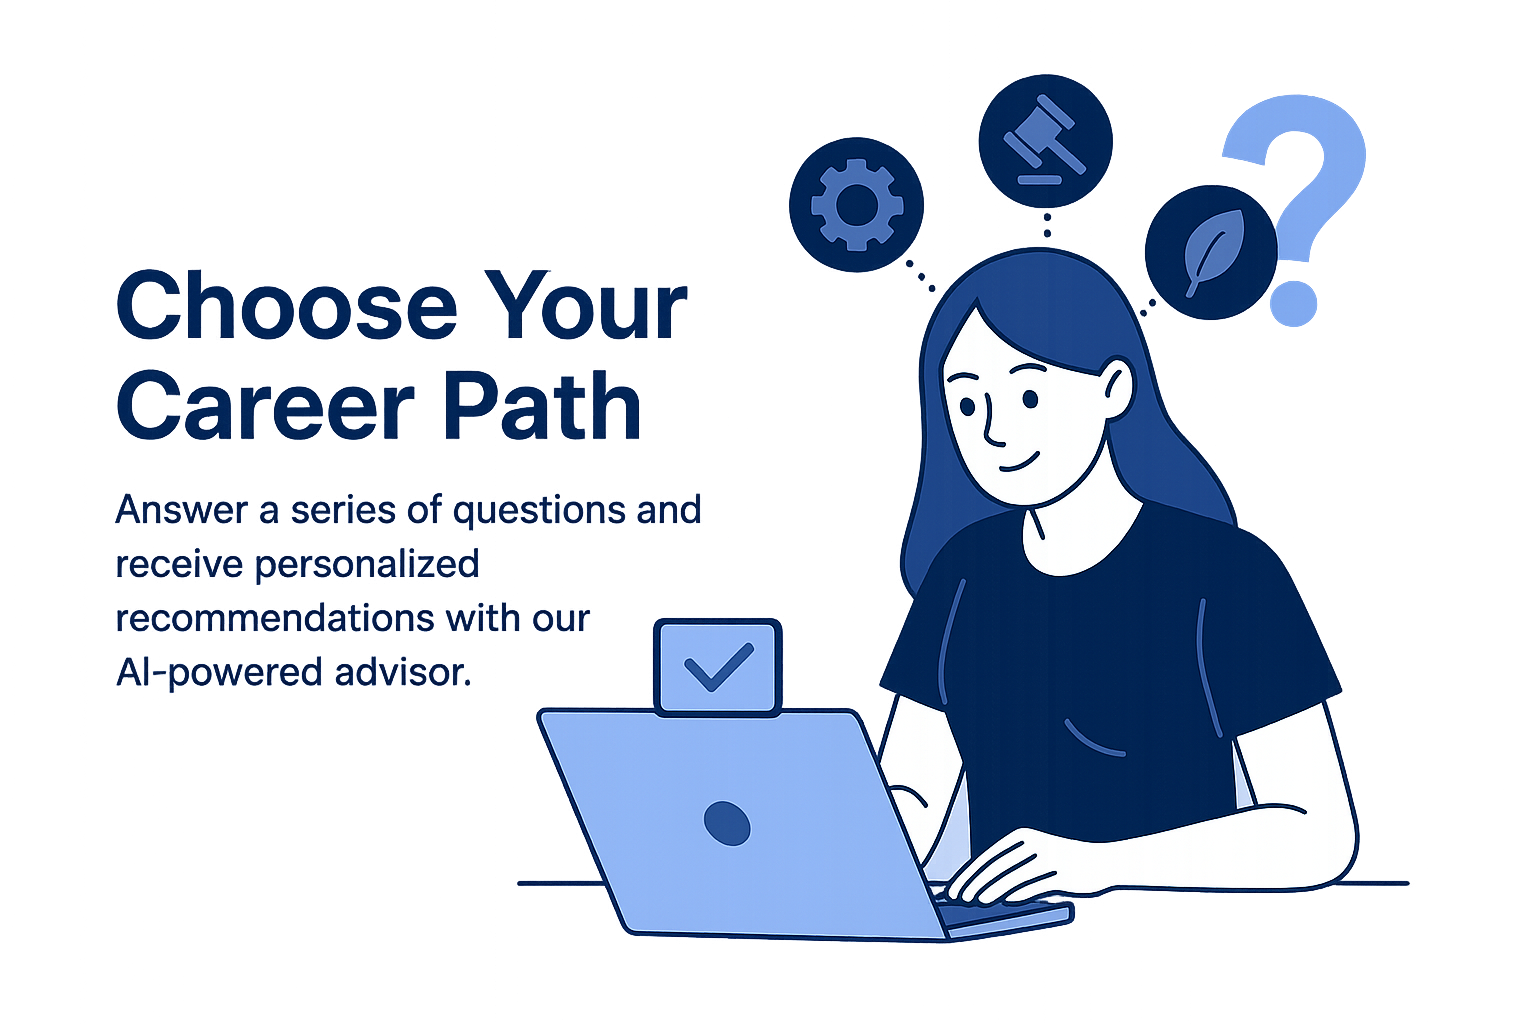 Choose Your
Career Path
Answer a series of questions and
receive personalized
recommendations with our
AI-powered advisor.
?